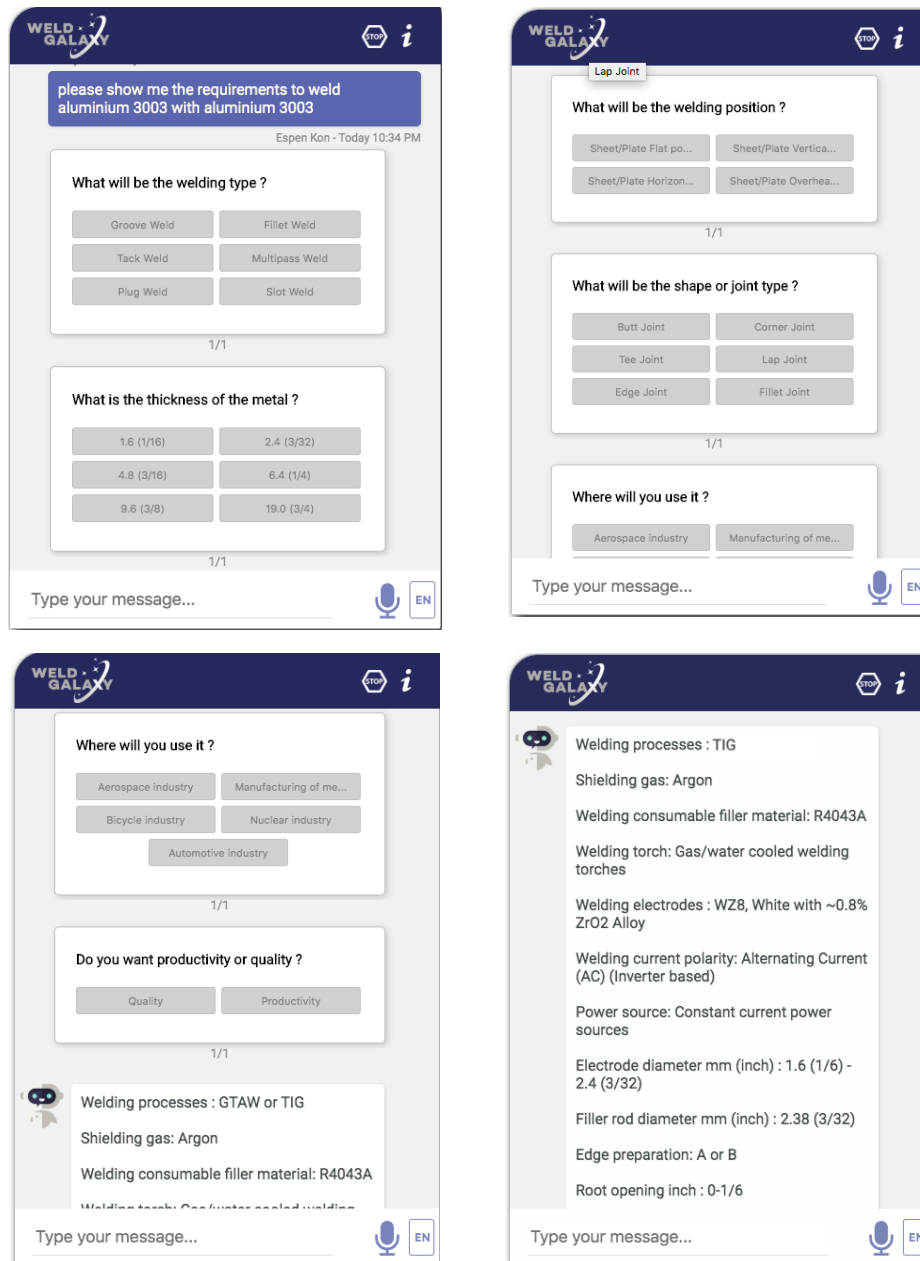 WELD
GALAXY
STOP
i
please show me the requirements to weld
aluminium 3003 with aluminium 3003
Espen Kon - Today 10:34 PM
What will be the welding type ?
Groove Weld
Fillet Weld
Tack Weld
Multipass Weld
Plug Weld
Slot Weld
1/1
What is the thickness of the metal ?
1.6 (1/16)
2.4 (3/32)
4.8 (3/16)
6.4 (1/4)
9.6 (3/8)
19.0 (3/4)
1/1
Type your message...
EN
WELD
GALAXY
STOP
i
Lap Joint
What will be the welding position ?
Sheet/Plate Flat po...
Sheet/Plate Vertica...
Sheet/Plate Horizon...
Sheet/Plate Overhea...
1/1
What will be the shape or joint type ?
Butt Joint
Corner Joint
Tee Joint
Lap Joint
Edge Joint
Fillet Joint
1/1
Where will you use it ?
Aerospace industry
Manufacturing of me...
Type your message...
EN
WELD
GALAXY
STOP
i
Where will you use it ?
Aerospace industry
Manufacturing of me...
Bicycle industry
Nuclear industry
Automotive industry
1/1
Do you want productivity or quality ?
Quality
Productivity
1/1
Welding processes : GTAW or TIG
Shielding gas: Argon
Welding consumable filler material: R4043A
Welding torch: Gas/water cooled welding
Type your message...
EN
WELD
GALAXY
STOP
i
Welding processes : TIG
Shielding gas: Argon
Welding consumable filler material: R4043A
Welding torch: Gas/water cooled welding
torches
Welding electrodes : WZ8, White with ~0.8%
ZrO2 Alloy
Welding current polarity: Alternating Current
(AC) (Inverter based)
Power source: Constant current power
sources
Electrode diameter mm (inch) : 1.6 (1/6) -
2.4 (3/32)
Filler rod diameter mm (inch) : 2.38 (3/32)
Edge preparation: A or B
Root opening inch : 0-1/6
Type your message...
EN